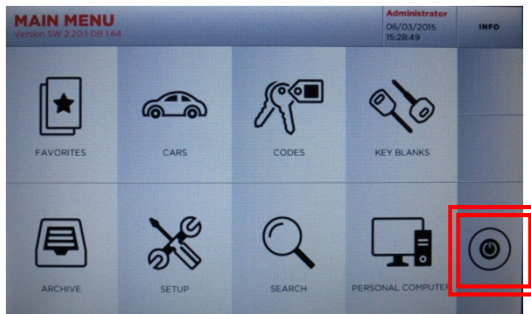 MAIN MENU
Version SW 2.20.1 DB 1.64
Administrator
06/03/2015
15:28:49
INFO
FAVORITES
CARS
CODES
KEY BLANKS
ARCHIVE
SETUP
SEARCH
PERSONAL COMPUTER